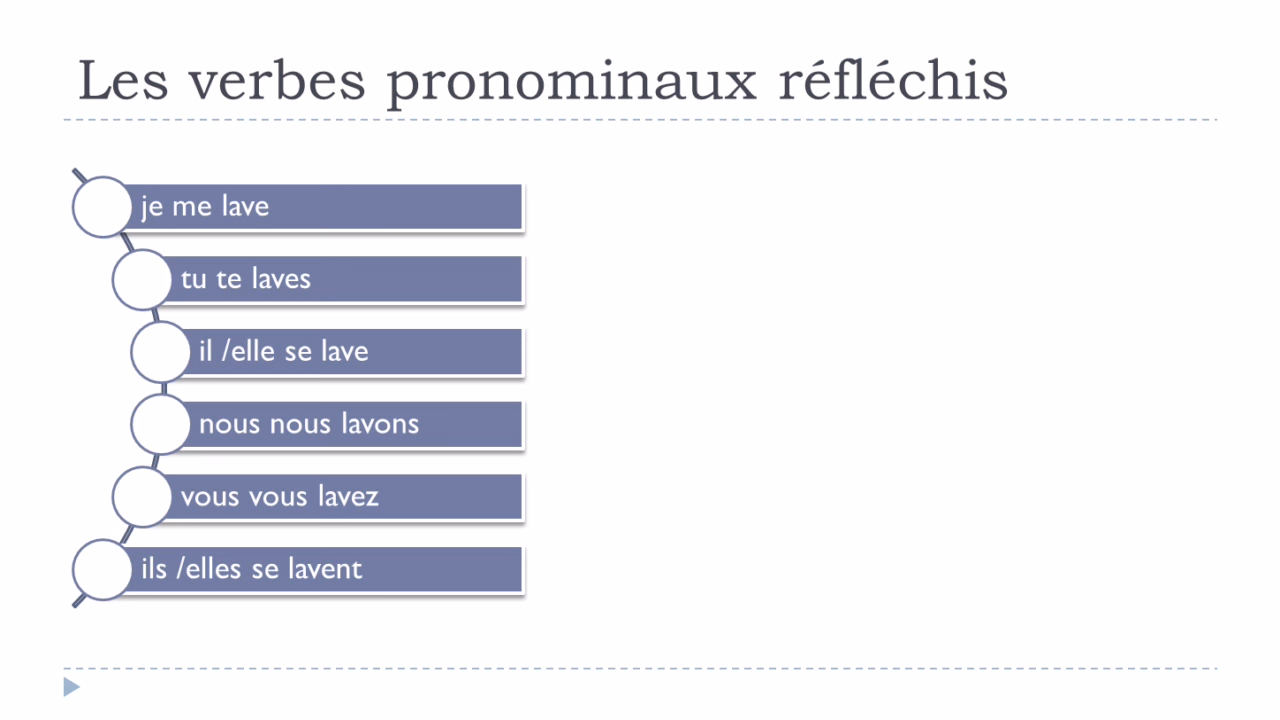 Les verbes pronominaux réfléchis
je me lave
tu te laves
il /elle se lave
nous nous lavons
vous vous lavez
ils /elles se lavent